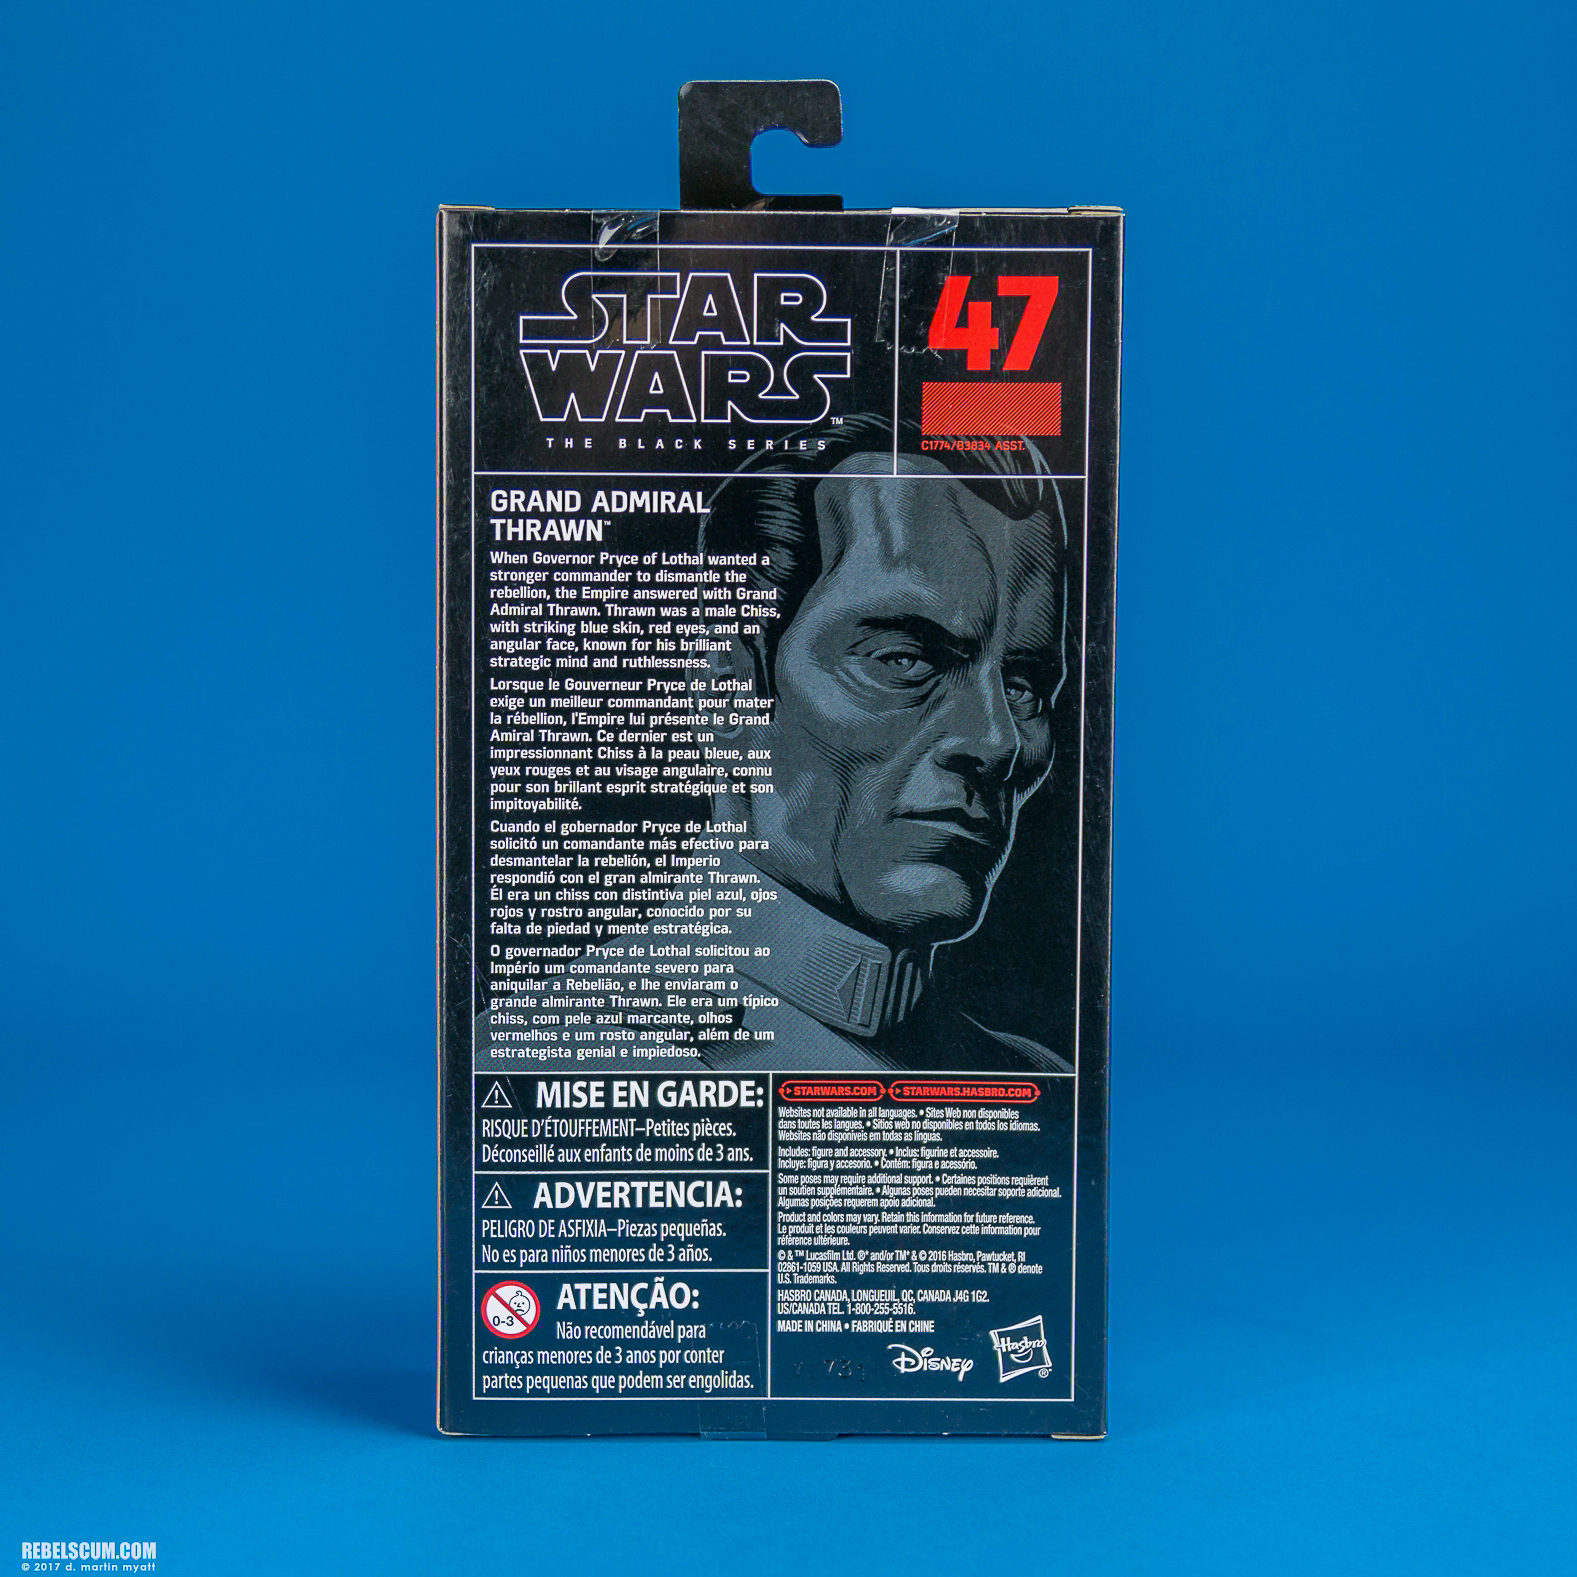 STAR
WARS
™
THE BLACK SERIES
47
C1774/B3834 ASST.
GRAND ADMIRAL
THRAWN™
When Governor Pryce of Lothal wanted a
stronger commander to dismantle the
rebellion, the Empire answered with Grand
Admiral Thrawn. Thrawn was a male Chiss,
with striking blue skin, red eyes, and an
angular face, known for his brilliant
strategic mind and ruthlessness.
Lorsque le Gouverneur Pryce de Lothal
exige un meilleur commandant pour mater
la rébellion, l'Empire lui présente le Grand
Amiral Thrawn. Ce dernier est un
impressionnant Chiss à la peau bleue, aux
yeux rouges et au visage angulaire, connu
pour son brillant esprit stratégique et son
impitoyabilité.
Cuando el gobernador Pryce de Lothal
solicitó un comandante más efectivo para
desmantelar la rebelión, el Imperio
respondió con el gran almirante Thrawn.
Él era un chiss con distintiva piel azul, ojos
rojos y rostro angular, conocido por su
falta de piedad y mente estratégica.
O governador Pryce de Lothal solicitou ao
Império um comandante severo para
aniquilar a Rebelião, e lhe enviaram o
grande almirante Thrawn. Ele era um típico
chiss, com pele azul marcante, olhos
vermelhos e um rosto angular, além de um
estrategista genial e impiedoso.
MISE EN GARDE:
RISQUE D'ÉTOUFFEMENT–Petites pièces.
Déconseillé aux enfants de moins de 3 ans.
ADVERTENCIA:
PELIGRO DE ASFIXIA–Piezas pequeñas.
No es para niños menores de 3 años.
0-3
ATENÇÃO:
Não recomendável para
crianças menores de 3 anos por conter
partes pequenas que podem ser engolidas.
STARWARS.COM STARWARS.HASBRO.COM
Websites not available in all languages. • Sites Web non disponibles
dans toutes les langues. • Sitios web no disponibles en todos los idiomas.
Websites não disponíveis em todas as línguas.
Includes: figure and accessory. • Inclus: figurine et accessoire.
Incluye: figura y accesorio. • Contém: figura e acessório.
Some poses may require additional support. • Certaines positions requièrent
un soutien supplémentaire. • Algunas poses pueden necesitar soporte adicional.
Algumas posições requerem apoio adicional.
Product and colors may vary. Retain this information for future reference.
Le produit et les couleurs peuvent varier. Conservez cette information pour
référence ultérieure.
© & ™ Lucasfilm Ltd. ®* and/or TM* & © 2016 Hasbro, Pawtucket, RI
02861-1059 USA. All Rights Reserved. Tous droits réservés. TM & ® denote
U.S. Trademarks.
HASBRO CANADA, LONGUEUIL, QC, CANADA J4G 1G2.
US/CANADA TEL. 1-800-255-5516.
MADE IN CHINA • FABRIQUÉ EN CHINE
Disney
Hasbro
®*
REBELSCUM.COM
© 2017 d. martin myatt